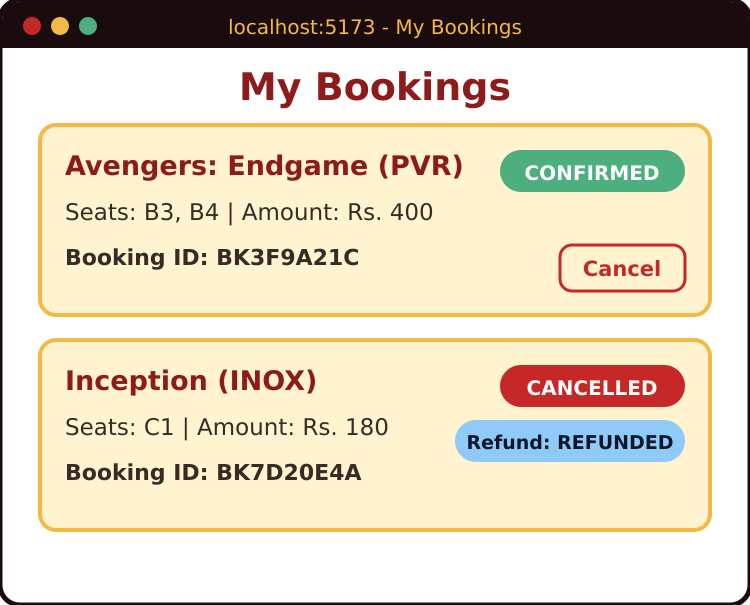 localhost:5173 - My Bookings
My Bookings
Avengers: Endgame (PVR)
CONFIRMED
Seats: B3, B4 | Amount: Rs. 400
Booking ID: BK3F9A21C
Cancel
Inception (INOX)
CANCELLED
Seats: C1 | Amount: Rs. 180
Refund: REFUNDED
Booking ID: BK7D20E4A